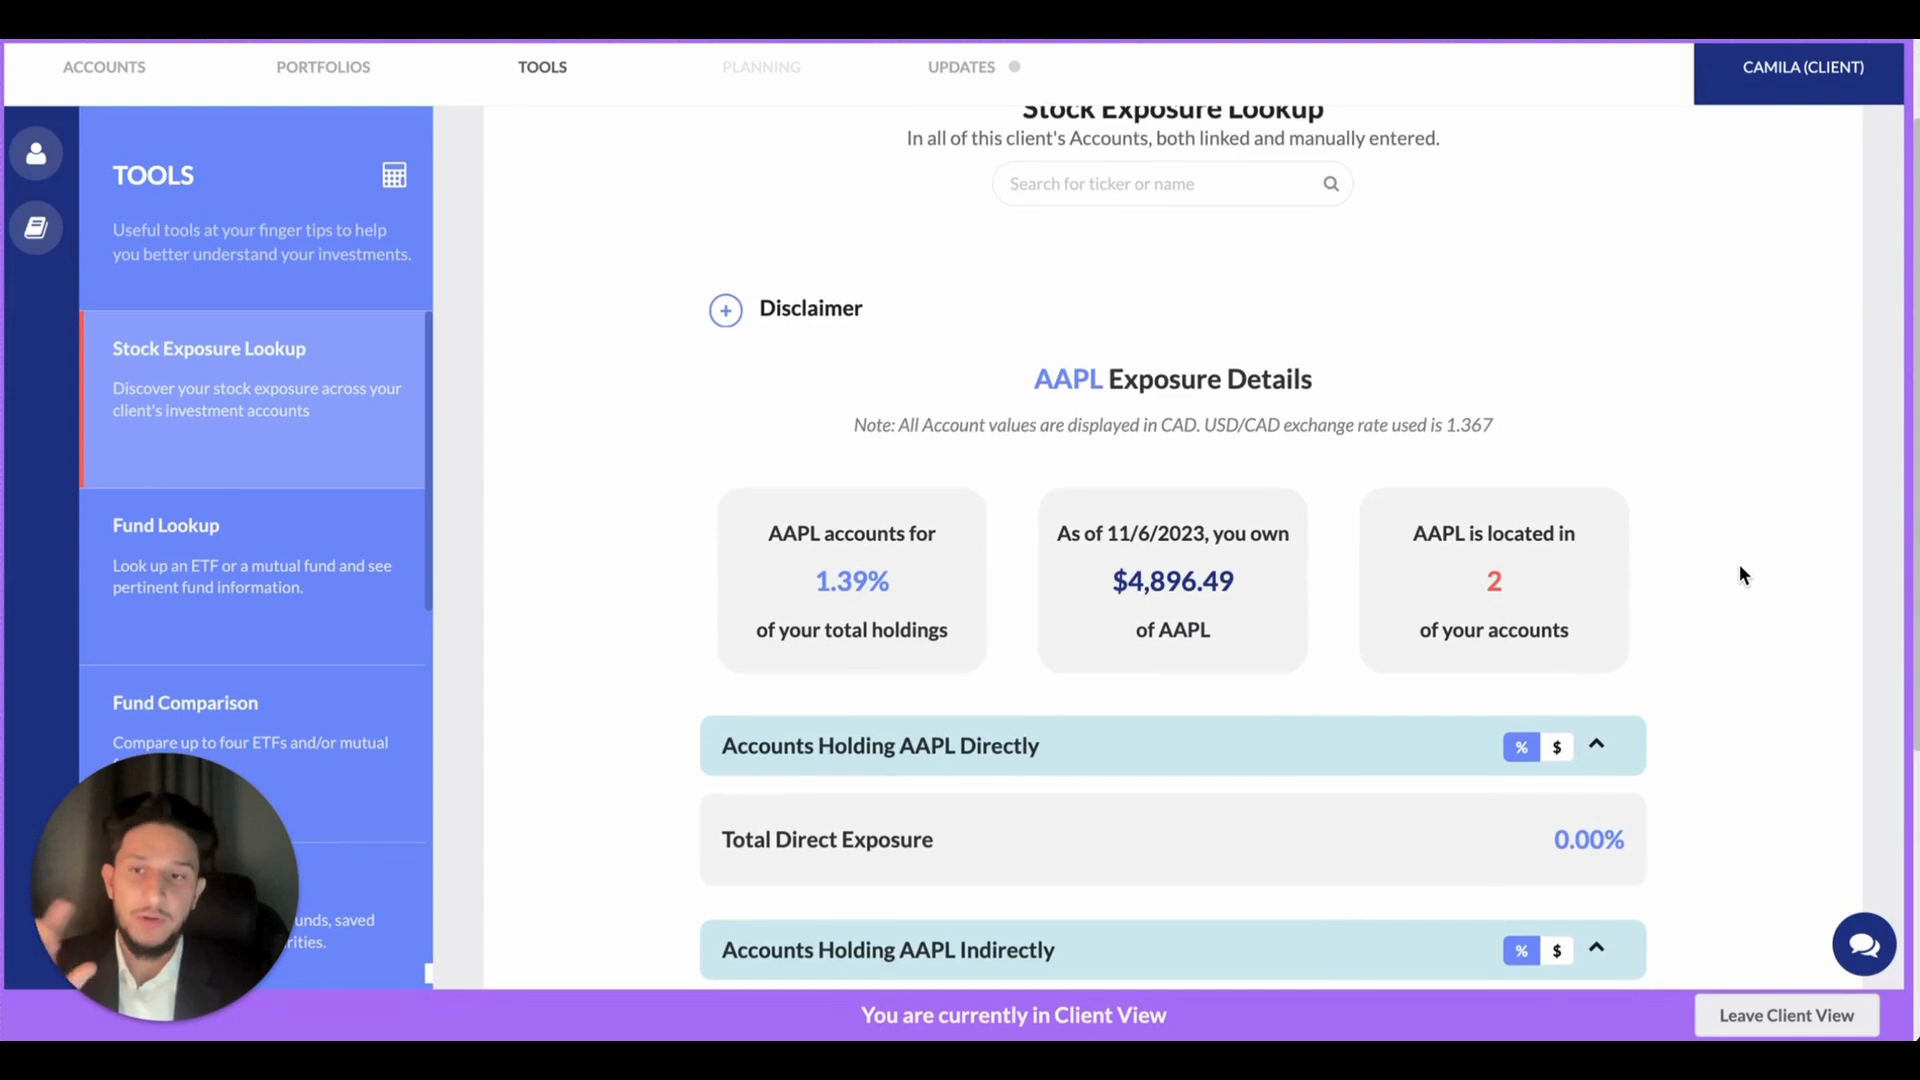 ACCOUNTS
PORTFOLIOS
TOOLS
PLANNING
UPDATES
CAMILA (CLIENT)
TOOLS
Useful tools at your finger tips to help
you better understand your investments.
Stock Exposure Lookup
Discover your stock exposure across your
client's investment accounts
Fund Lookup
Look up an ETF or a mutual fund and see
pertinent fund information.
Fund Comparison
Compare up to four ETFs and/or mutual
unds, saved
rities.
Stock Exposure Lookup
In all of this client's Accounts, both linked and manually entered.
Search for ticker or name
Disclaimer
AAPL Exposure Details
Note: All Account values are displayed in CAD. USD/CAD exchange rate used is 1.367
AAPL accounts for
1.39%
of your total holdings
As of 11/6/2023, you own
$4,896.49
of AAPL
AAPL is located in
2
of your accounts
Accounts Holding AAPL Directly
% $
Total Direct Exposure
0.00%
Accounts Holding AAPL Indirectly
% $
You are currently in Client View
Leave Client View